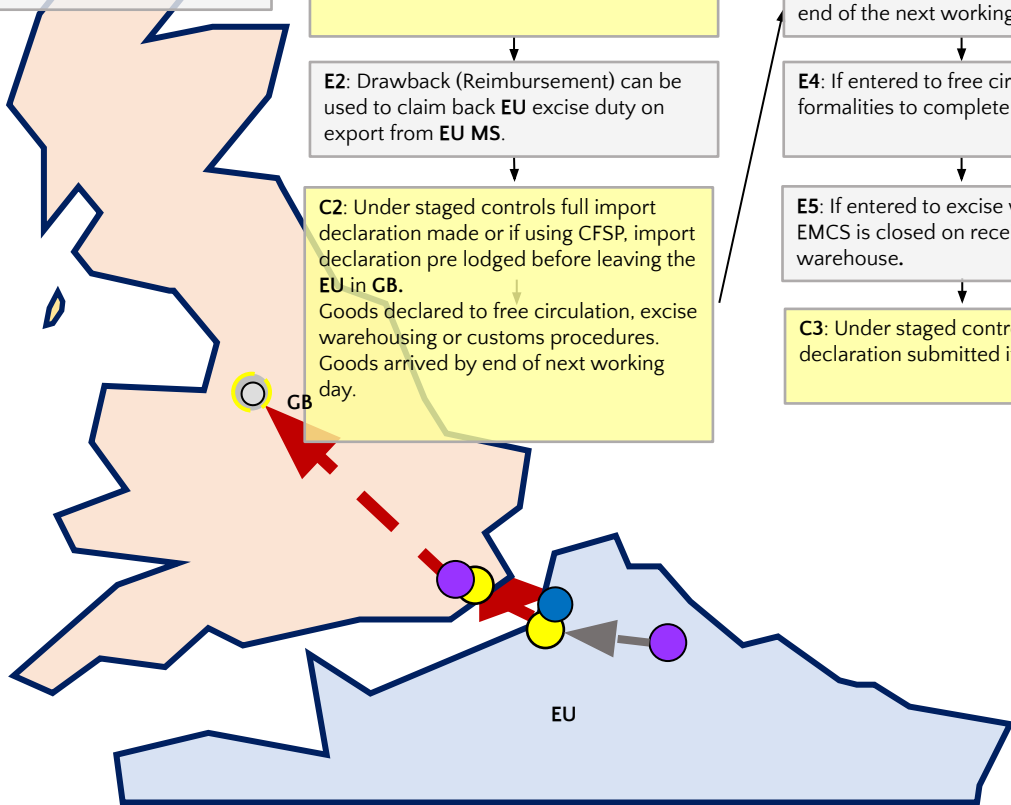 E2: Drawback (Reimbursement) can be
used to claim back EU excise duty on
export from EU MS.
C2: Under staged controls full import
declaration made or if using CFSP, import
declaration pre lodged before leaving the
EU in GB.
Goods declared to free circulation, excise
warehousing or customs procedures.
Goods arrived by end of next working
day.
end of the next working
E4: If entered to free cir
formalities to complete
E5: If entered to excise
EMCS is closed on rece
warehouse.
C3: Under staged contr
declaration submitted i
GB
EU